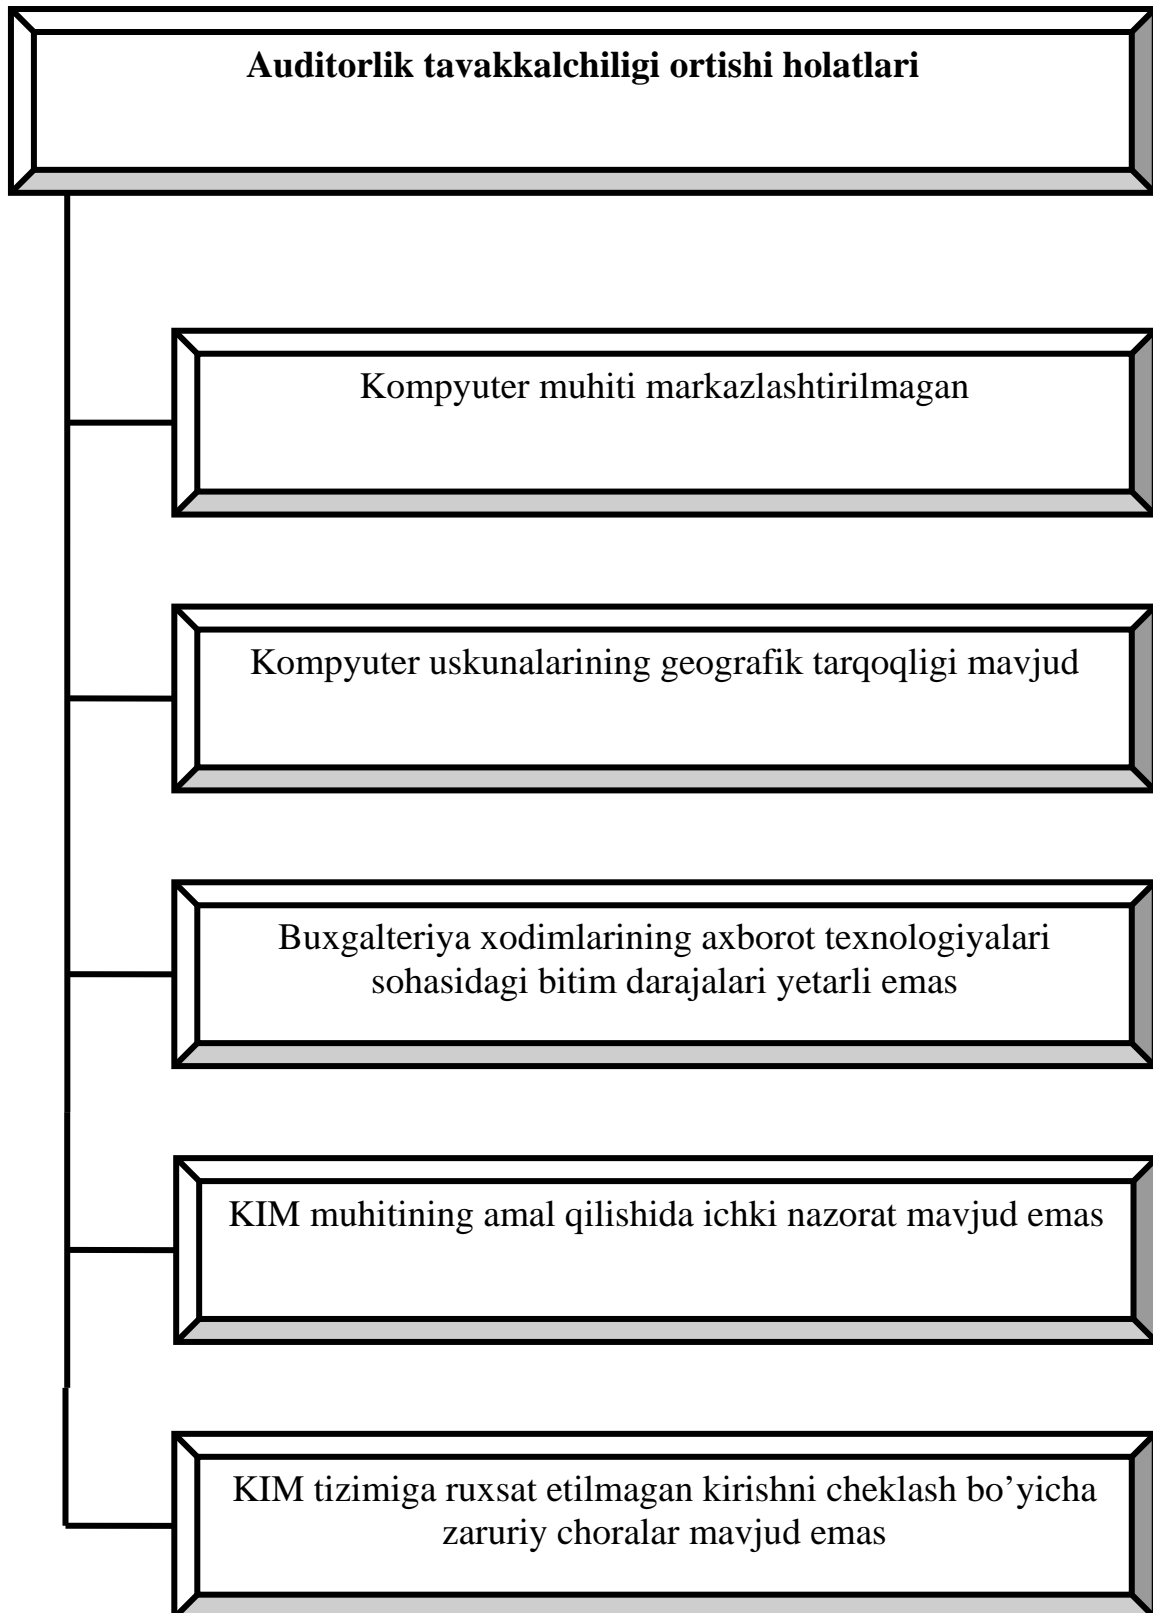 Auditorlik tavakkalchiligi ortishi holatlari
Kompyuter muhiti markazlashtirilmagan
Kompyuter uskunalarining geografik tarqoqligi mavjud
Buxgalteriya xodimlarining axborot texnologiyalari
sohasidagi bitim darajalari yetarli emas
KIM muhitining amal qilishida ichki nazorat mavjud emas
KIM tizimiga ruxsat etilmagan kirishni cheklash bo’yicha
zaruriy choralar mavjud emas